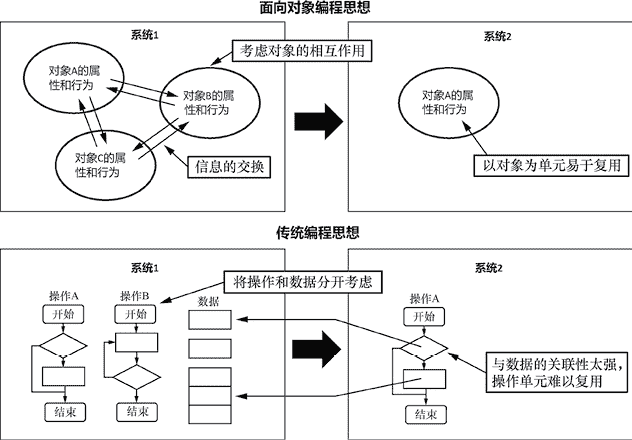 面向对象编程思想
系统1
对象A的属
性和行为
对象B的属
性和行为
对象C的属
性和行为
考虑对象的相互作用
信息的交换
系统2
对象A的属
性和行为
以对象为单元易于复用
传统编程思想
系统1
将操作和数据分开考虑
操作A
开始
结束
操作B
开始
结束
数据
系统2
操作A
开始
结束
与数据的关联性太强，
操作单元难以复用